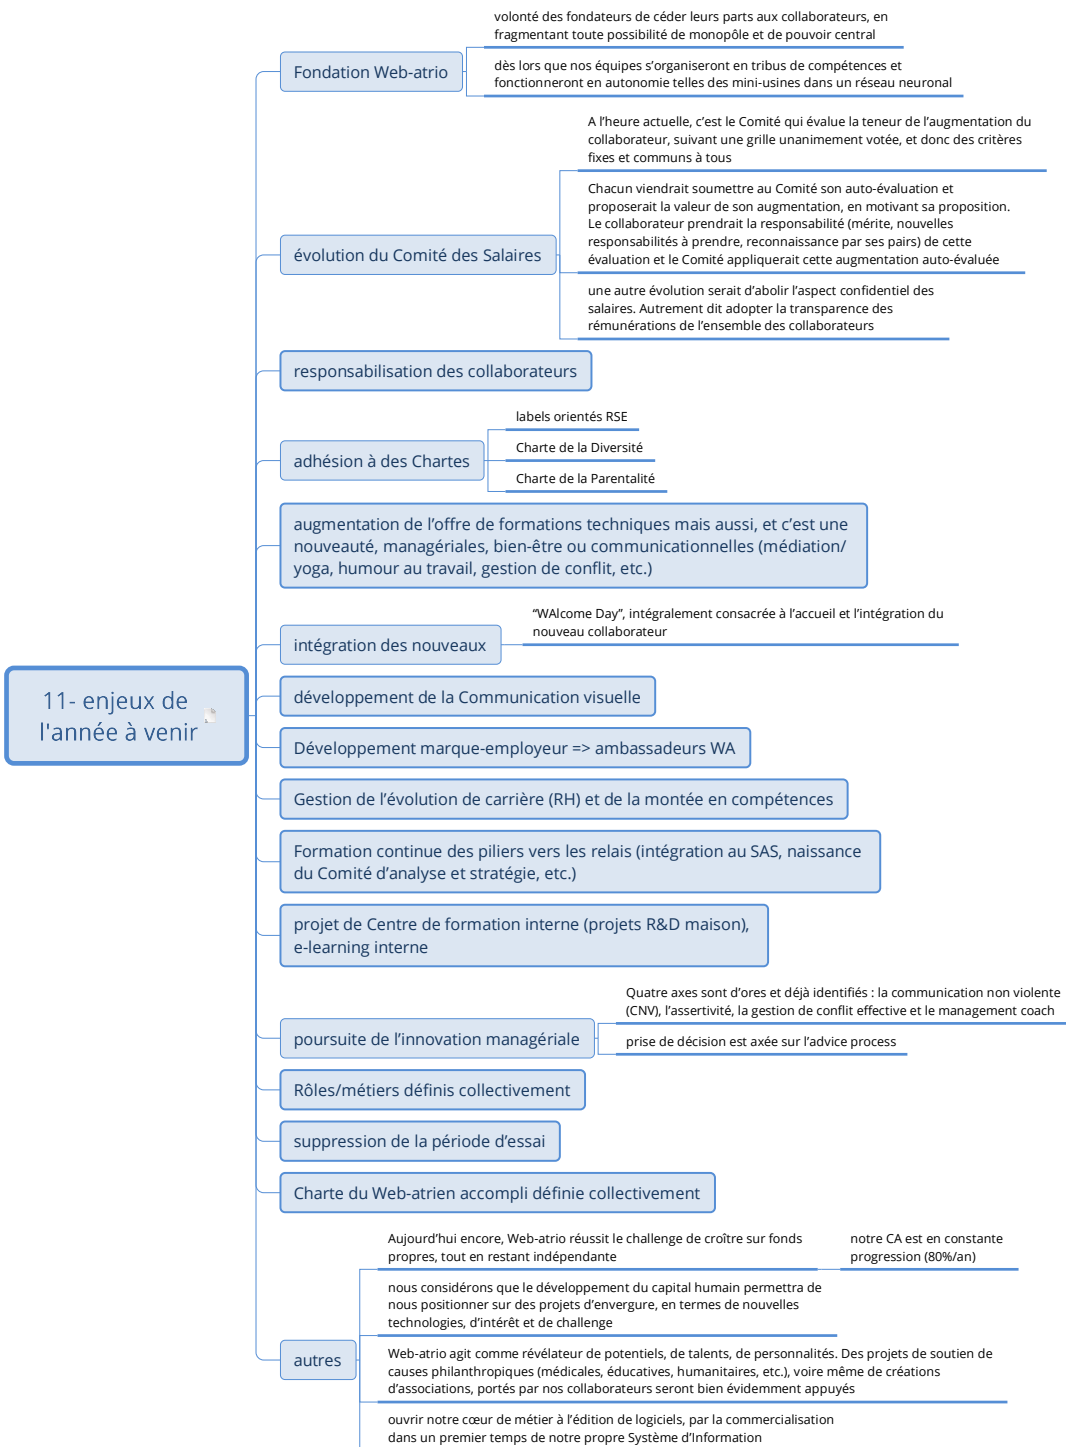 volonté des fondateurs de céder leurs parts aux collaborateurs, en
fragmentant toute possibilité de monopôle et de pouvoir central
Fondation Web-atrio
dès lors que nos équipes s’organiseront en tribus de compétences et
fonctionneront en autonomie telles des mini-usines dans un réseau neuronal
A l’heure actuelle, c’est le Comité qui évalue la teneur de l’augmentation du
collaborateur, suivant une grille unanimement votée, et donc des critères
fixes et communs à tous
Chacun viendrait soumettre au Comité son auto-évaluation et
proposerait la valeur de son augmentation, en motivant sa proposition.
Le collaborateur prendrait la responsabilité (mérite, nouvelles
responsabilités à prendre, reconnaissance par ses pairs) de cette
évaluation et le Comité appliquerait cette augmentation auto-évaluée
évolution du Comité des Salaires
une autre évolution serait d’abolir l’aspect confidentiel des
salaires. Autrement dit adopter la transparence des
rémunérations de l’ensemble des collaborateurs
responsabilisation des collaborateurs
labels orientés RSE
Charte de la Diversité
adhésion à des Chartes
Charte de la Parentalité
augmentation de l’offre de formations techniques mais aussi, et c’est une
nouveauté, managériales, bien-être ou communicationnelles (médiation/
yoga, humour au travail, gestion de conflit, etc.)
“WAlcome Day”, intégralement consacrée à l’accueil et l’intégration du
nouveau collaborateur
intégration des nouveaux
développement de la Communication visuelle
11- enjeux de
l'année à venir
Développement marque-employeur => ambassadeurs WA
Gestion de l’évolution de carrière (RH) et de la montée en compétences
Formation continue des piliers vers les relais (intégration au SAS, naissance
du Comité d’analyse et stratégie, etc.)
projet de Centre de formation interne (projets R&D maison),
e-learning interne
Quatre axes sont d’ores et déjà identifiés : la communication non violente
(CNV), l’assertivité, la gestion de conflit effective et le management coach
poursuite de l’innovation managériale
prise de décision est axée sur l’advice process
Rôles/métiers définis collectivement
suppression de la période d’essai
Charte du Web-atrien accompli définie collectivement
Aujourd’hui encore, Web-atrio réussit le challenge de croître sur fonds
propres, tout en restant indépendante
notre CA est en constante
progression (80%/an)
nous considérons que le développement du capital humain permettra de
nous positionner sur des projets d’envergure, en termes de nouvelles
technologies, d’intérêt et de challenge
autres
Web-atrio agit comme révélateur de potentiels, de talents, de personnalités. Des projets de soutien de
causes philanthropiques (médicales, éducatives, humanitaires, etc.), voire même de créations
d’associations, portés par nos collaborateurs seront bien évidemment appuyés
ouvrir notre cœur de métier à l’édition de logiciels, par la commercialisation
dans un premier temps de notre propre Système d’Information